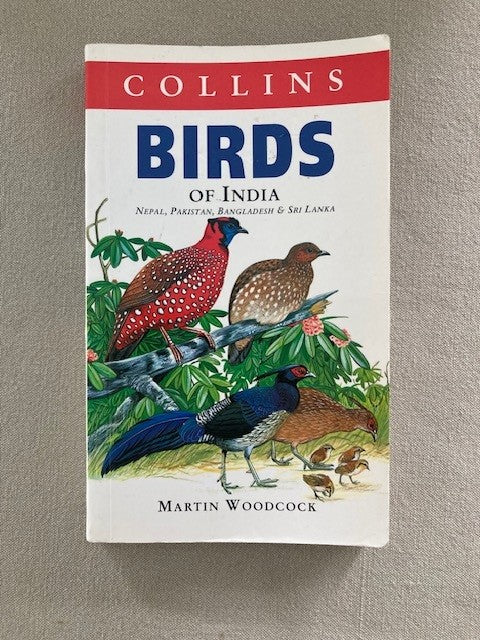 COLLINS
BIRDS
OF INDIA
NEPAL, PAKISTAN, BANGLADESH & SRI LANKA
MARTIN WOODCOCK